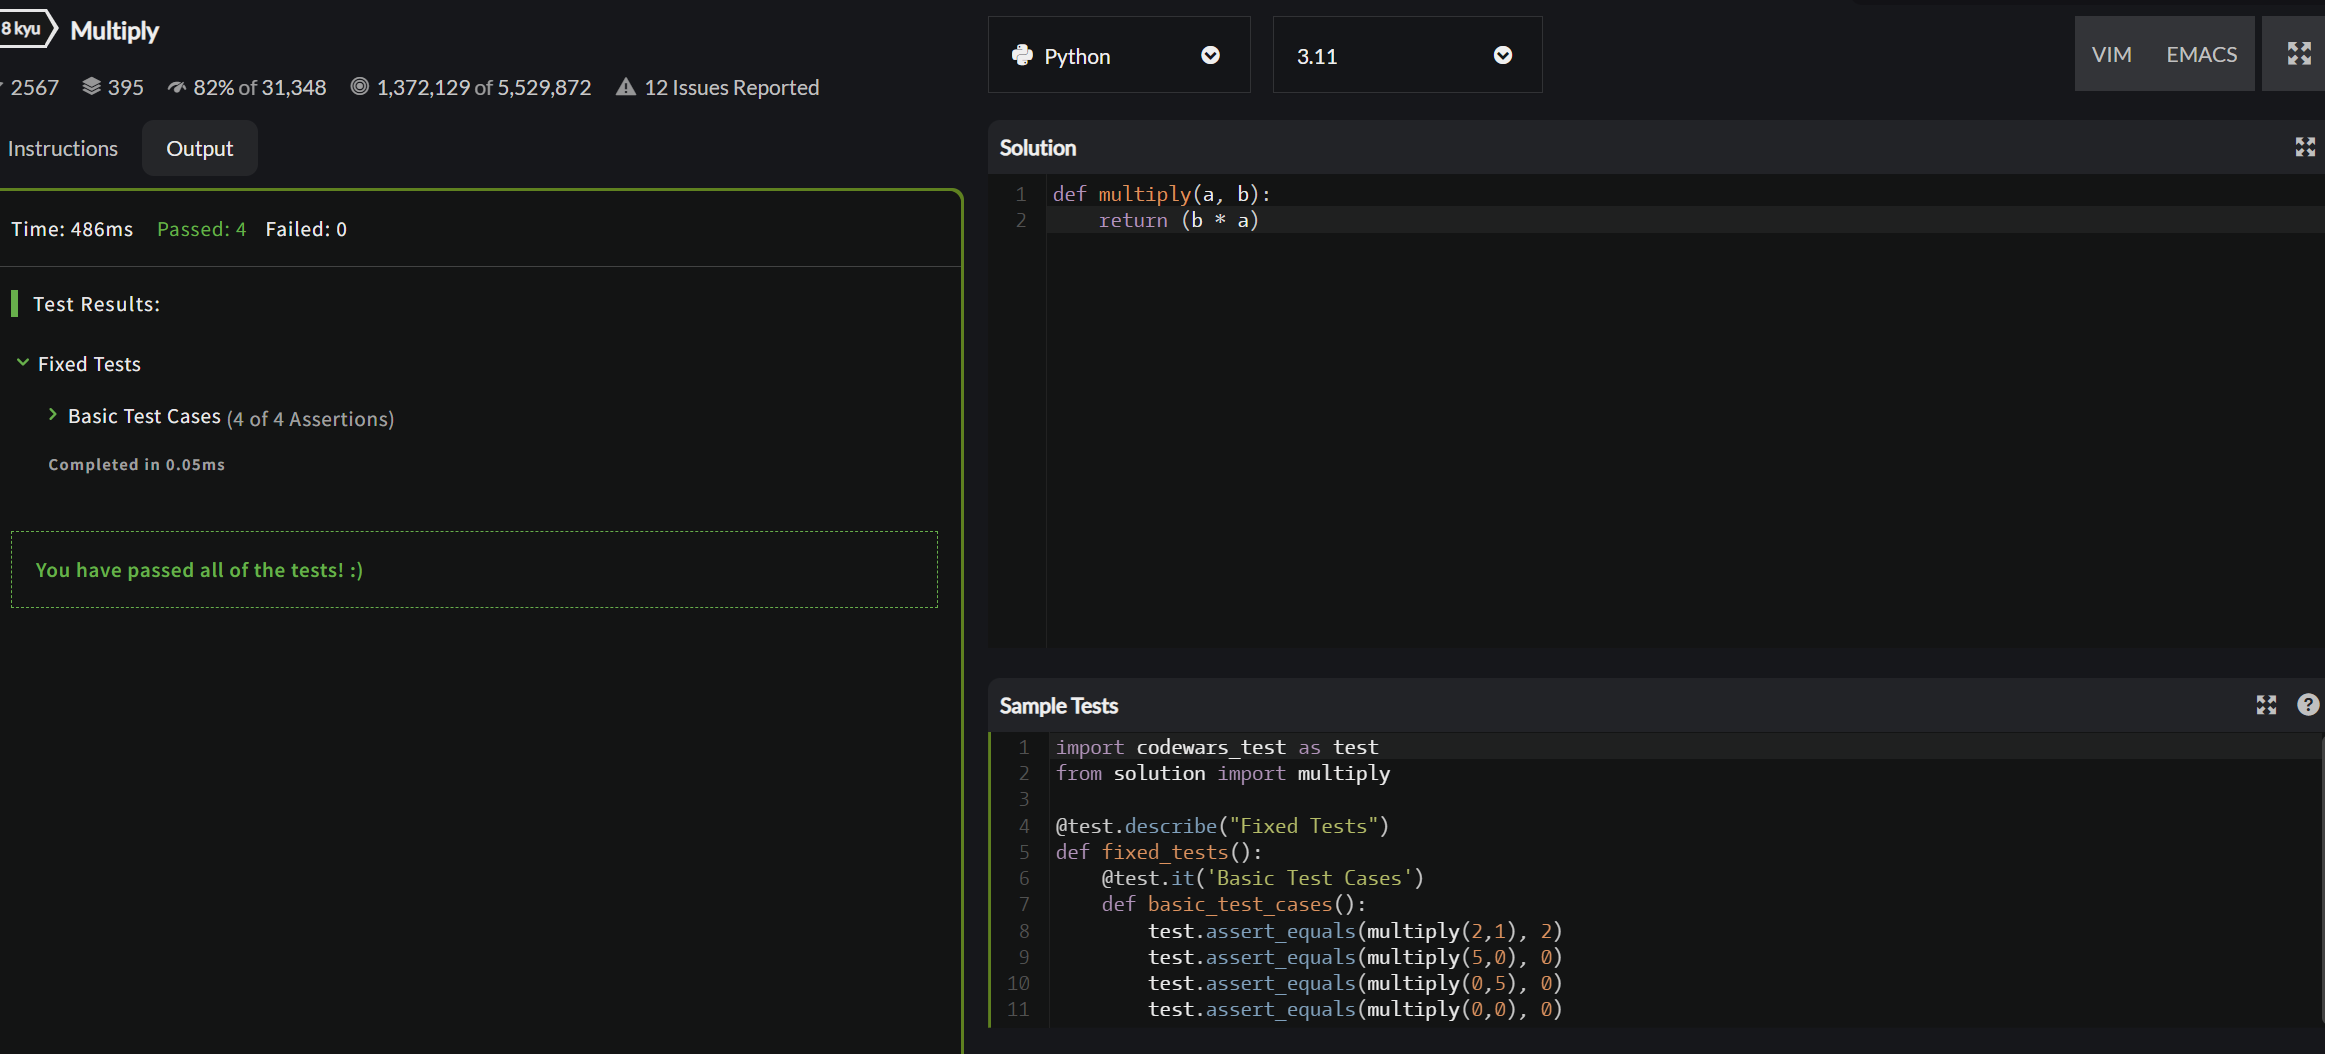 8 kyu Multiply
2567 395 82% of 31,348 1,372,129 of 5,529,872 12 Issues Reported
Instructions Output
Time: 486ms Passed: 4 Failed: 0
Test Results:
Fixed Tests
Basic Test Cases (4 of 4 Assertions)
Completed in 0.05ms
You have passed all of the tests! :)
Python 3.11 VIM EMACS
Solution
1 def multiply(a, b):
2     return (b * a)
Sample Tests
1 import codewars_test as test
2 from solution import multiply
3
4 @test.describe("Fixed Tests")
5 def fixed_tests():
6     @test.it('Basic Test Cases')
7     def basic_test_cases():
8         test.assert_equals(multiply(2,1), 2)
9         test.assert_equals(multiply(5,0), 0)
10         test.assert_equals(multiply(0,5), 0)
11         test.assert_equals(multiply(0,0), 0)